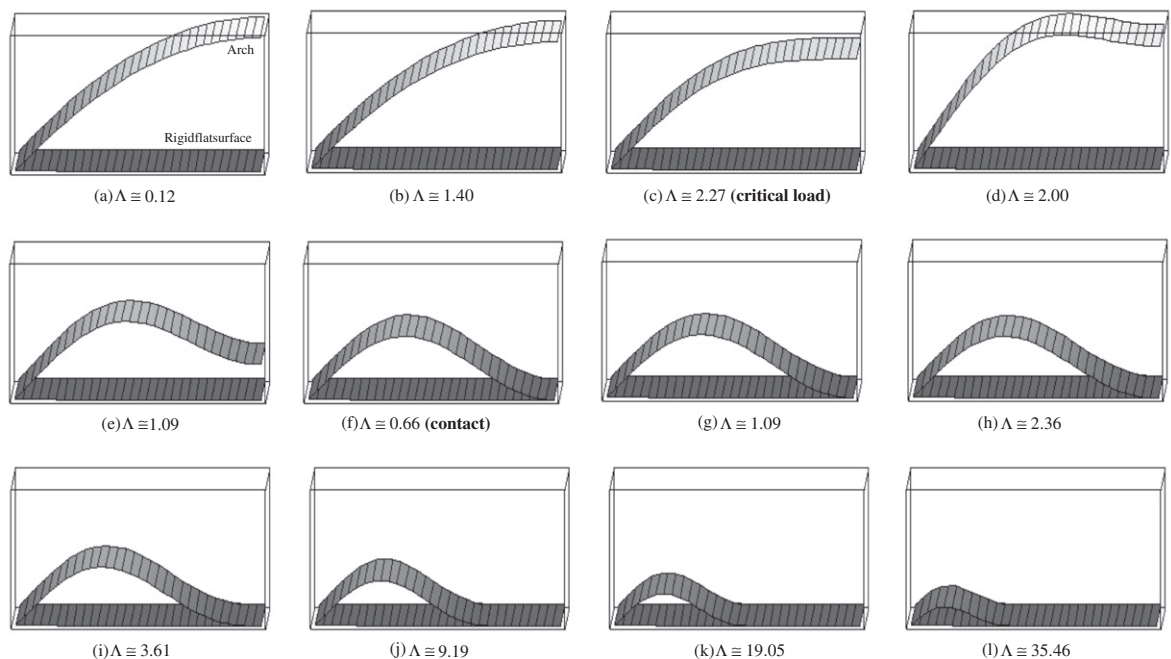 Arch
Rigidflatsurface
(a) Λ ≅ 0.12
(b) Λ ≅ 1.40
(c) Λ ≅ 2.27 (critical load)
(d) Λ ≅ 2.00
(e) Λ ≅1.09
(f) Λ ≅ 0.66 (contact)
(g) Λ ≅ 1.09
(h) Λ ≅ 2.36
(i) Λ ≅ 3.61
(j) Λ ≅ 9.19
(k) Λ ≅ 19.05
(l) Λ ≅ 35.46